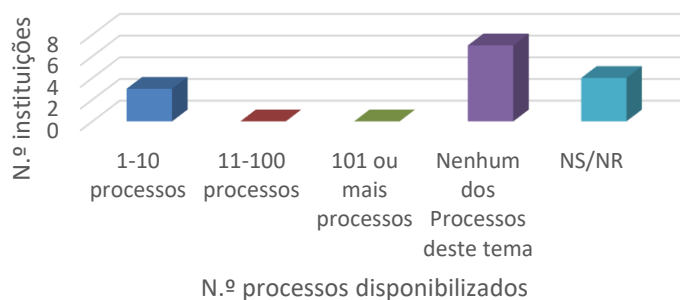 N.º instituições
8
6
4
2
0
1-10
processos
11-100
processos
101 ou
mais
processos
Nenhum
dos
Processos
deste tema
NS/NR
N.º processos disponibilizados